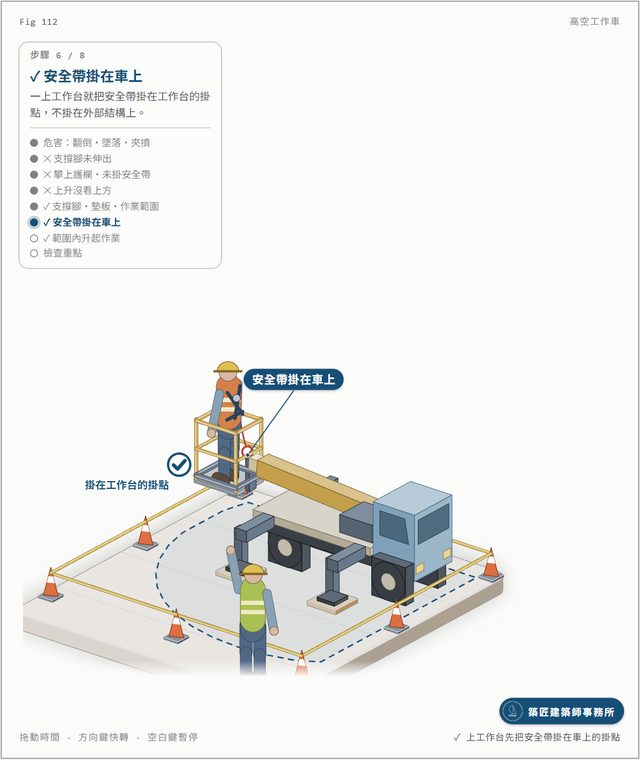 Fig 112
高空工作車
步驟 6 / 8
✓ 安全帶掛在車上
一上工作台就把安全帶掛在工作台的掛
點，不掛在外部結構上。
危害：翻倒・墜落・夾擠
✕ 支撐腳未伸出
✕ 攀上護欄・未掛安全帶
✕ 上升沒看上方
✓ 支撐腳・墊板・作業範圍
✓ 安全帶掛在車上
✓ 範圍內升起作業
檢查重點
安全帶掛在車上
掛在工作台的掛點
築匠建築師事務所
拖動時間 · 方向鍵快轉 · 空白鍵暫停
✓ 上工作台先把安全帶掛在車上的掛點